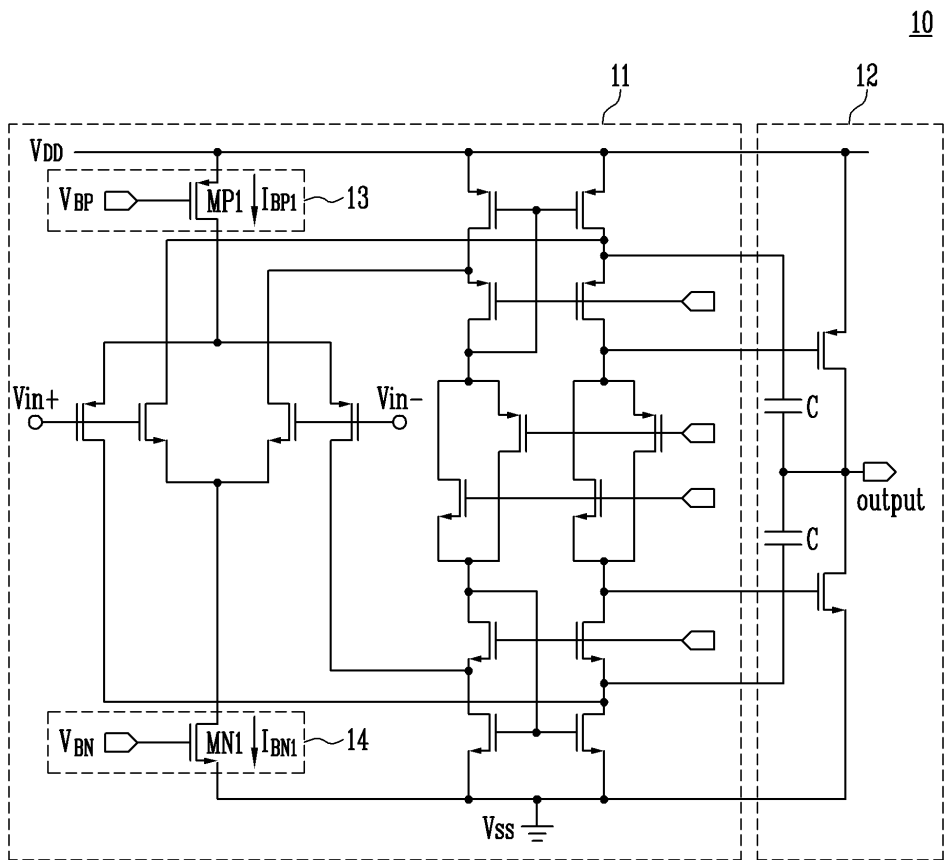 10
11
12
VDD
VBP
MP1
IBP1
13
Vin+
Vin-
C
output
C
VBN
MN1
IBN1
14
Vss